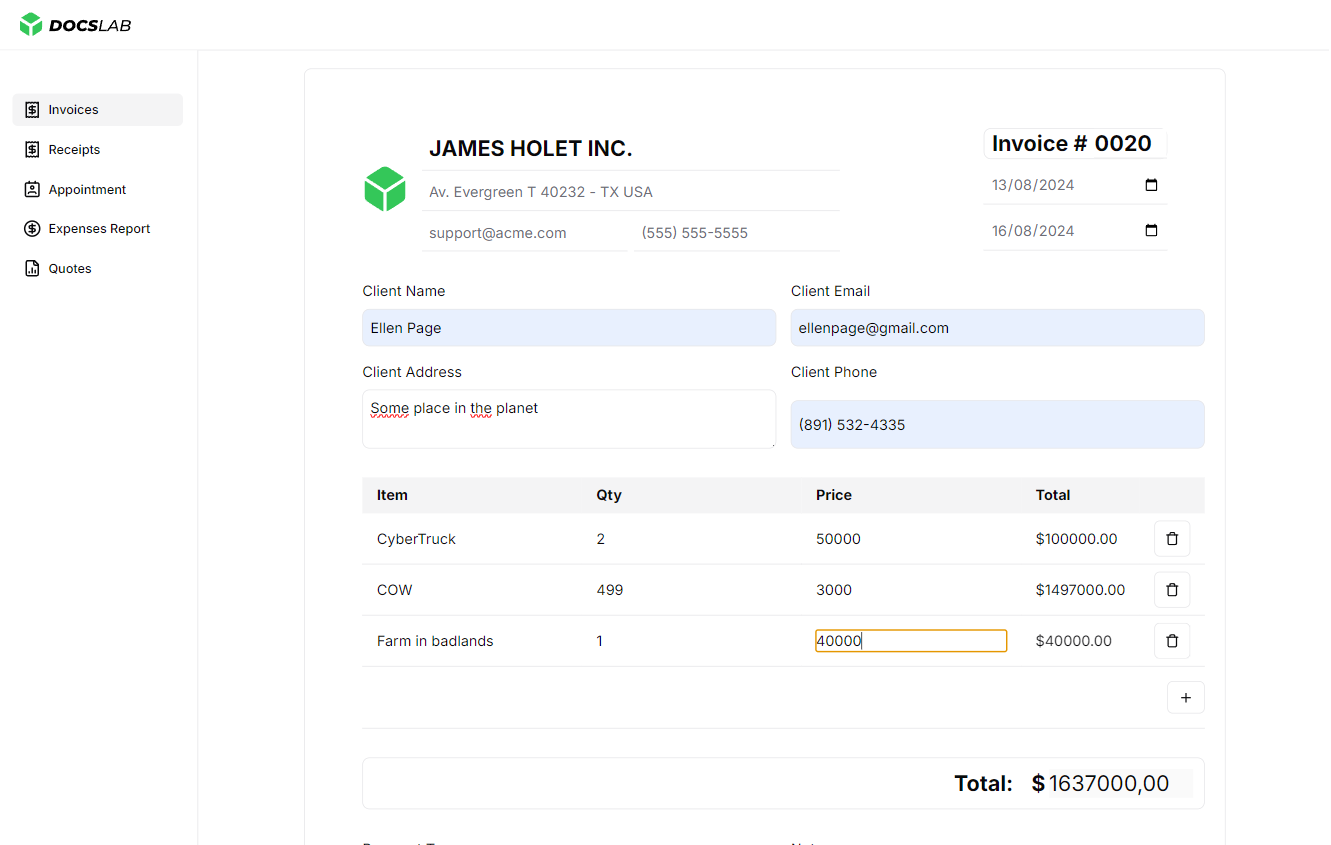 DOCSLAB
Invoices
Receipts
Appointment
Expenses Report
Quotes
JAMES HOLET INC.
Av. Evergreen T 40232 - TX USA
support@acme.com (555) 555-5555
Invoice # 0020
13/08/2024
16/08/2024
Client Name Client Email
Ellen Page ellenpage@gmail.com
Client Address Client Phone
Some place in the planet (891) 532-4335
Item Qty Price Total
CyberTruck 2 50000 $100000.00
COW 499 3000 $1497000.00
Farm in badlands 1 40000 $40000.00
+
Total: $ 1637000,00